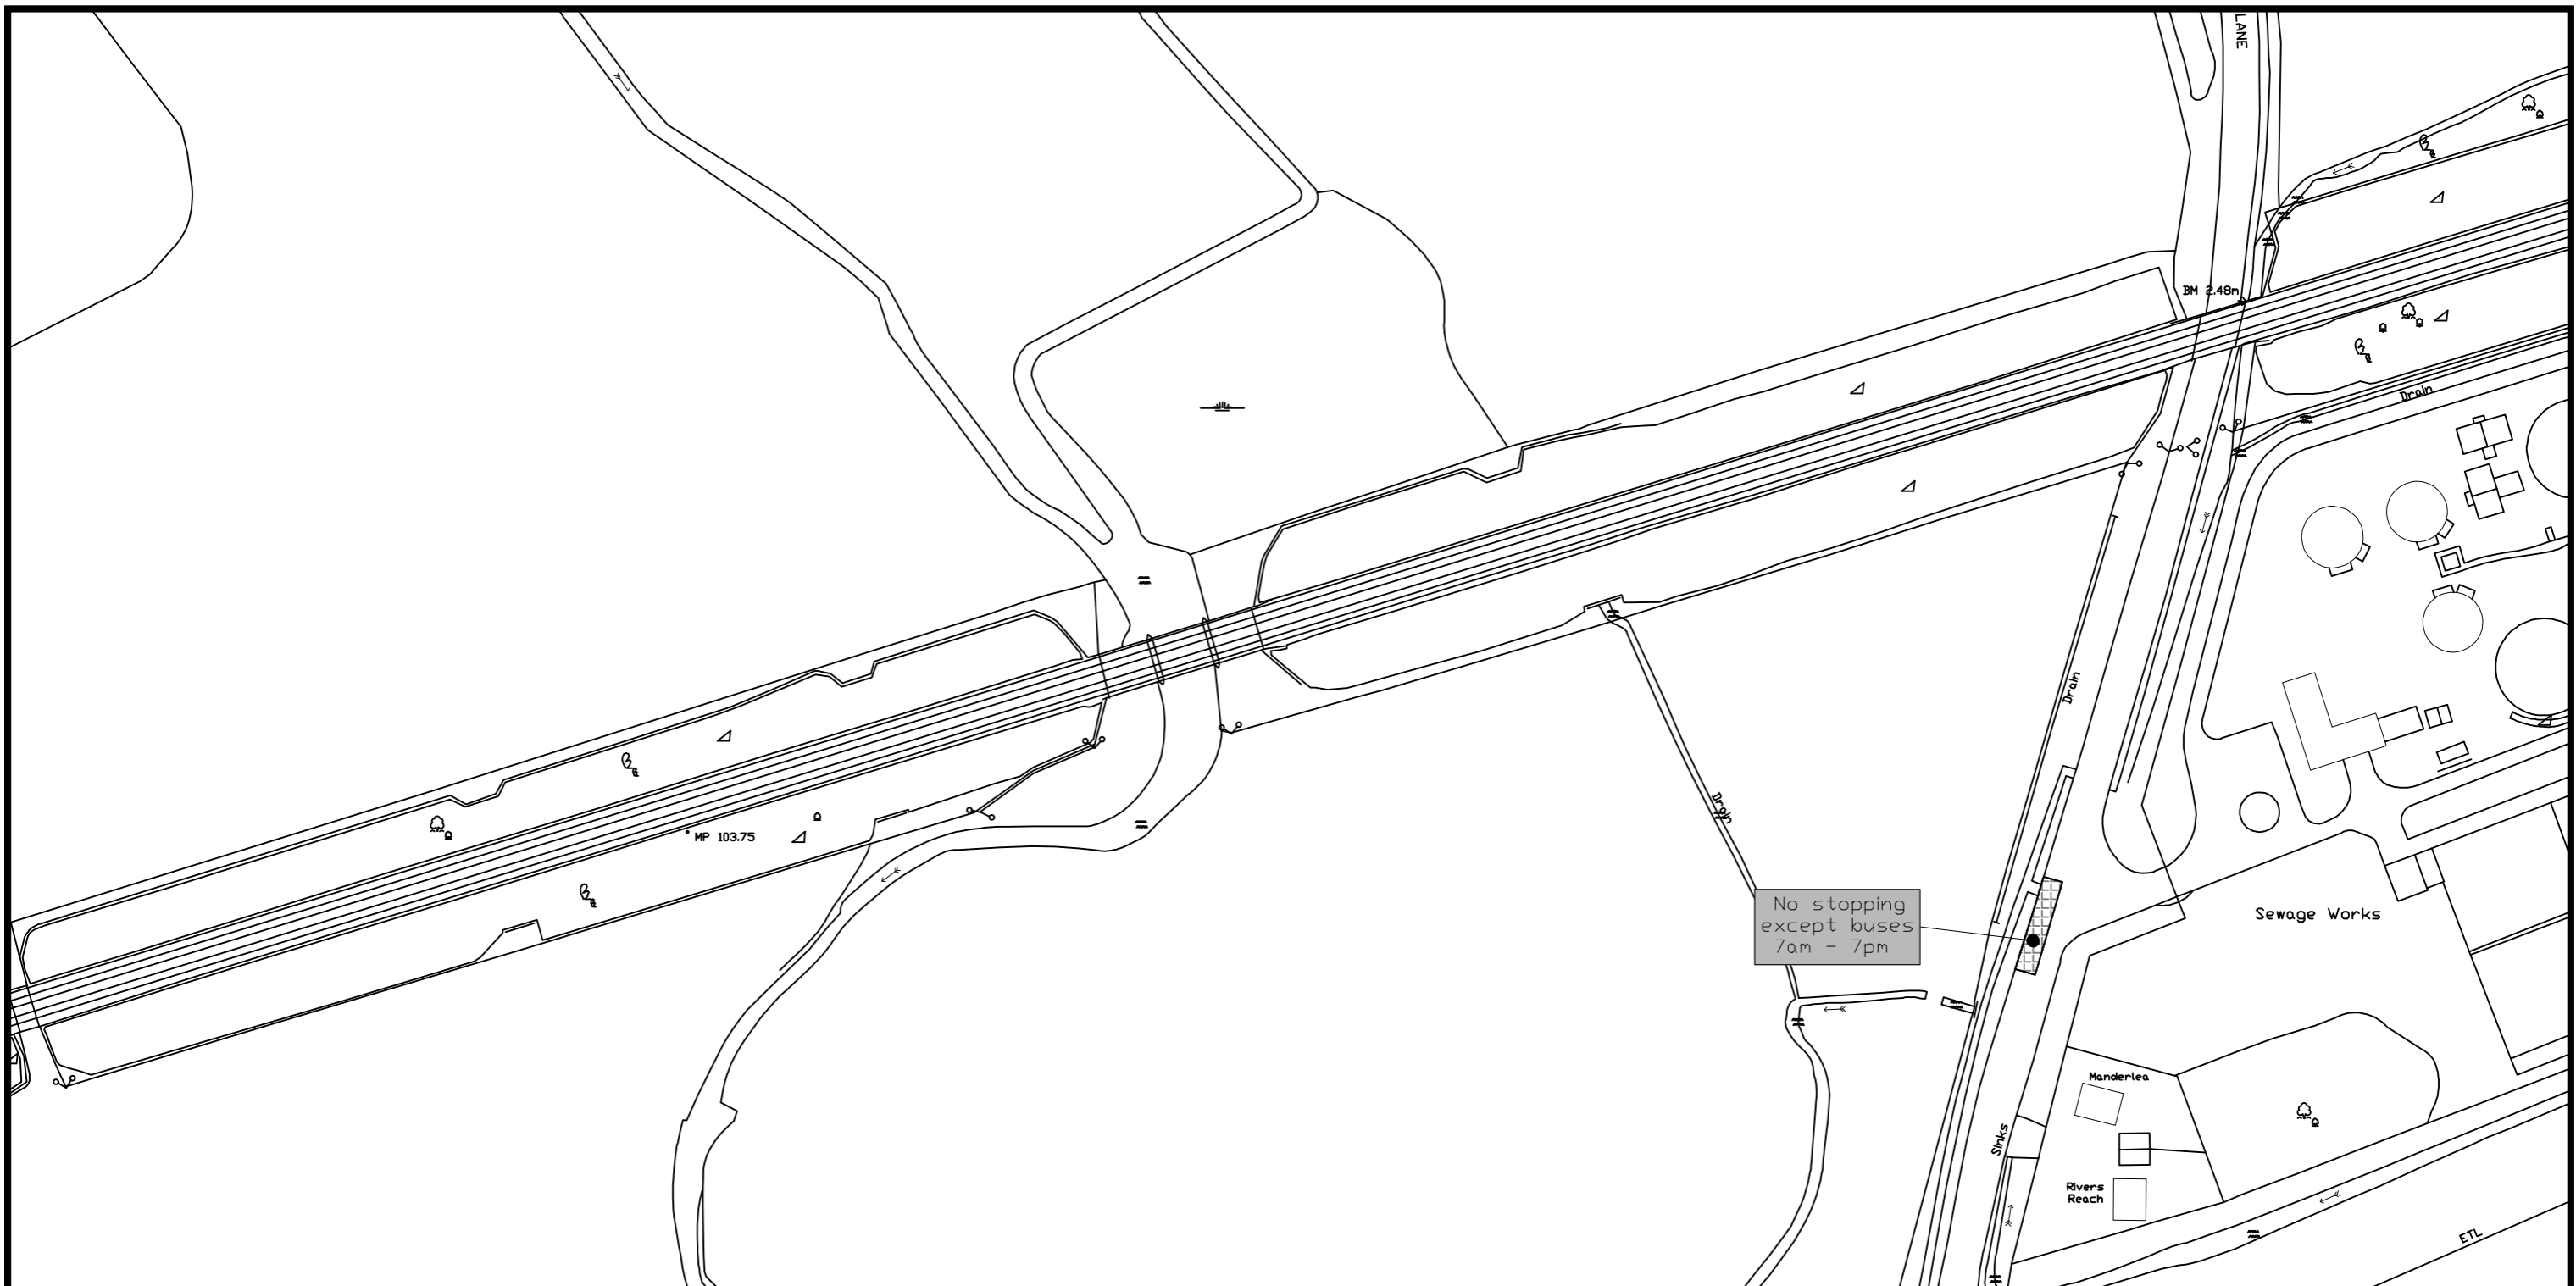 LANE
BM 2.48m
Drain
Drain
Drain
MP 103.75
No stopping
except buses
7am - 7pm
Sewage Works
Manderlea
Sinks
Rivers
Reach
ETL